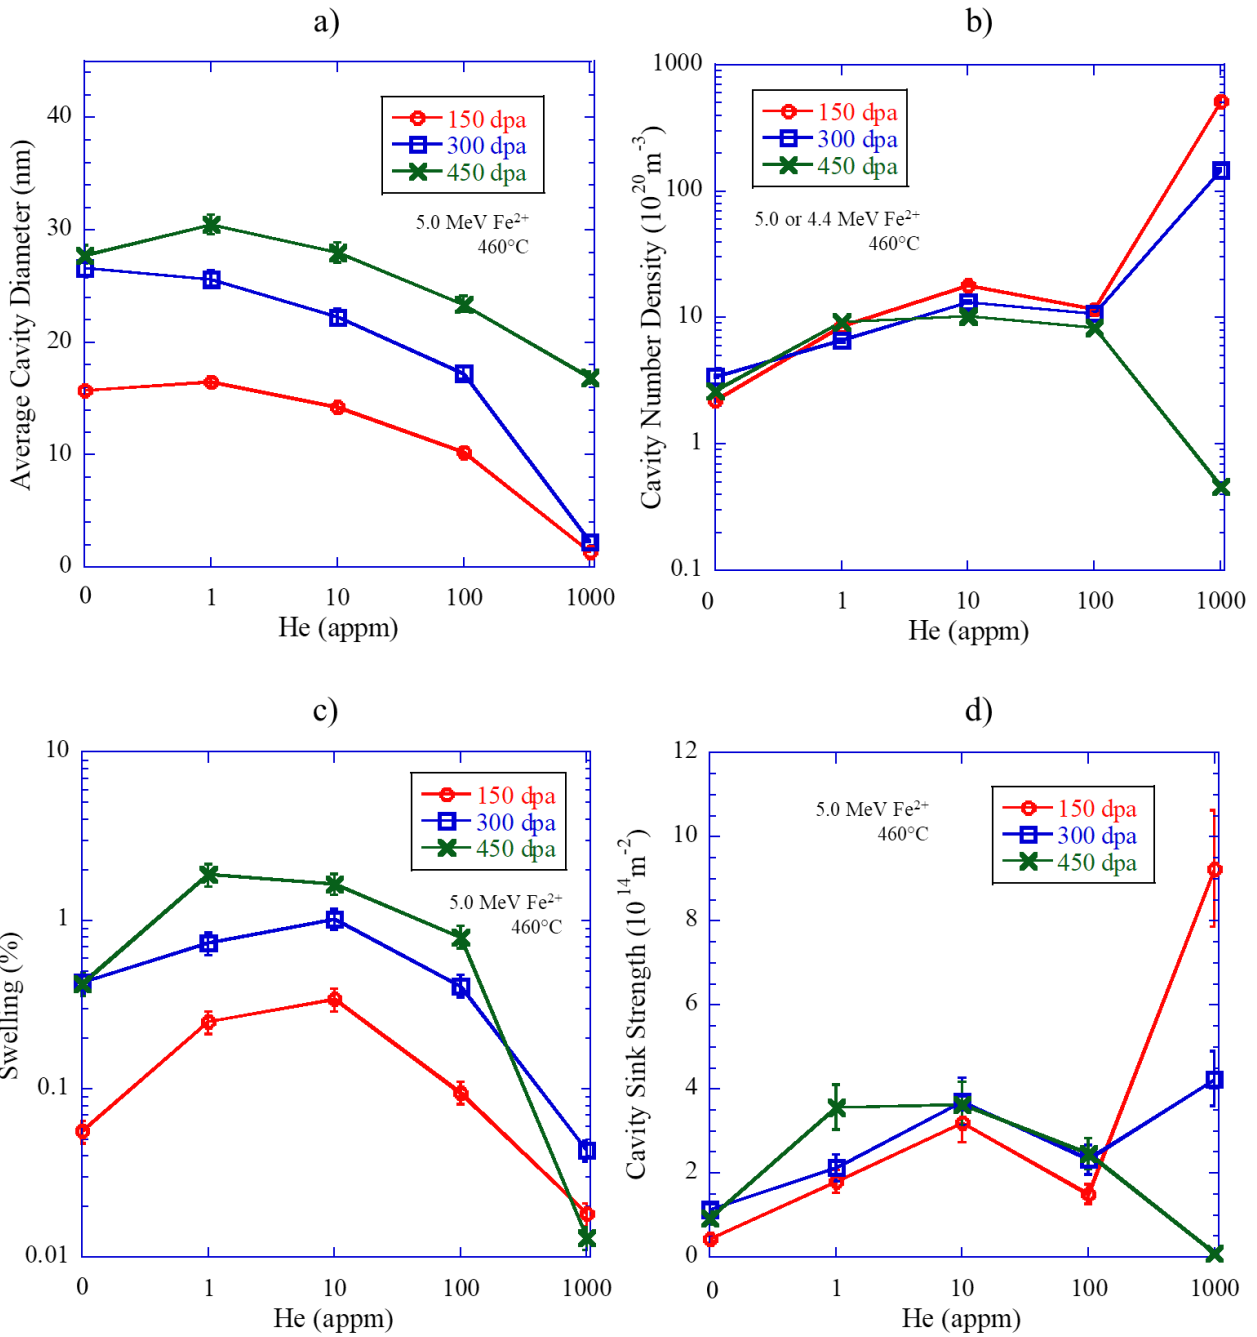 a)
Average Cavity Diameter (nm)
40
30
20
10
0
150 dpa
300 dpa
450 dpa
5.0 MeV Fe²⁺
460°C
0 1 10 100 1000
He (appm)
b)
Cavity Number Density (10²⁰m⁻³)
1000
100
10
1
0.1
150 dpa
300 dpa
450 dpa
5.0 or 4.4 MeV Fe²⁺
460°C
0 1 10 100 1000
He (appm)
c)
Swelling (%)
10
1
0.1
0.01
150 dpa
300 dpa
450 dpa
5.0 MeV Fe²⁺
460°C
0 1 10 100 1000
He (appm)
d)
Cavity Sink Strength (10¹⁴m⁻²)
12
10
8
6
4
2
0
5.0 MeV Fe²⁺
460°C
150 dpa
300 dpa
450 dpa
0 1 10 100 1000
He (appm)